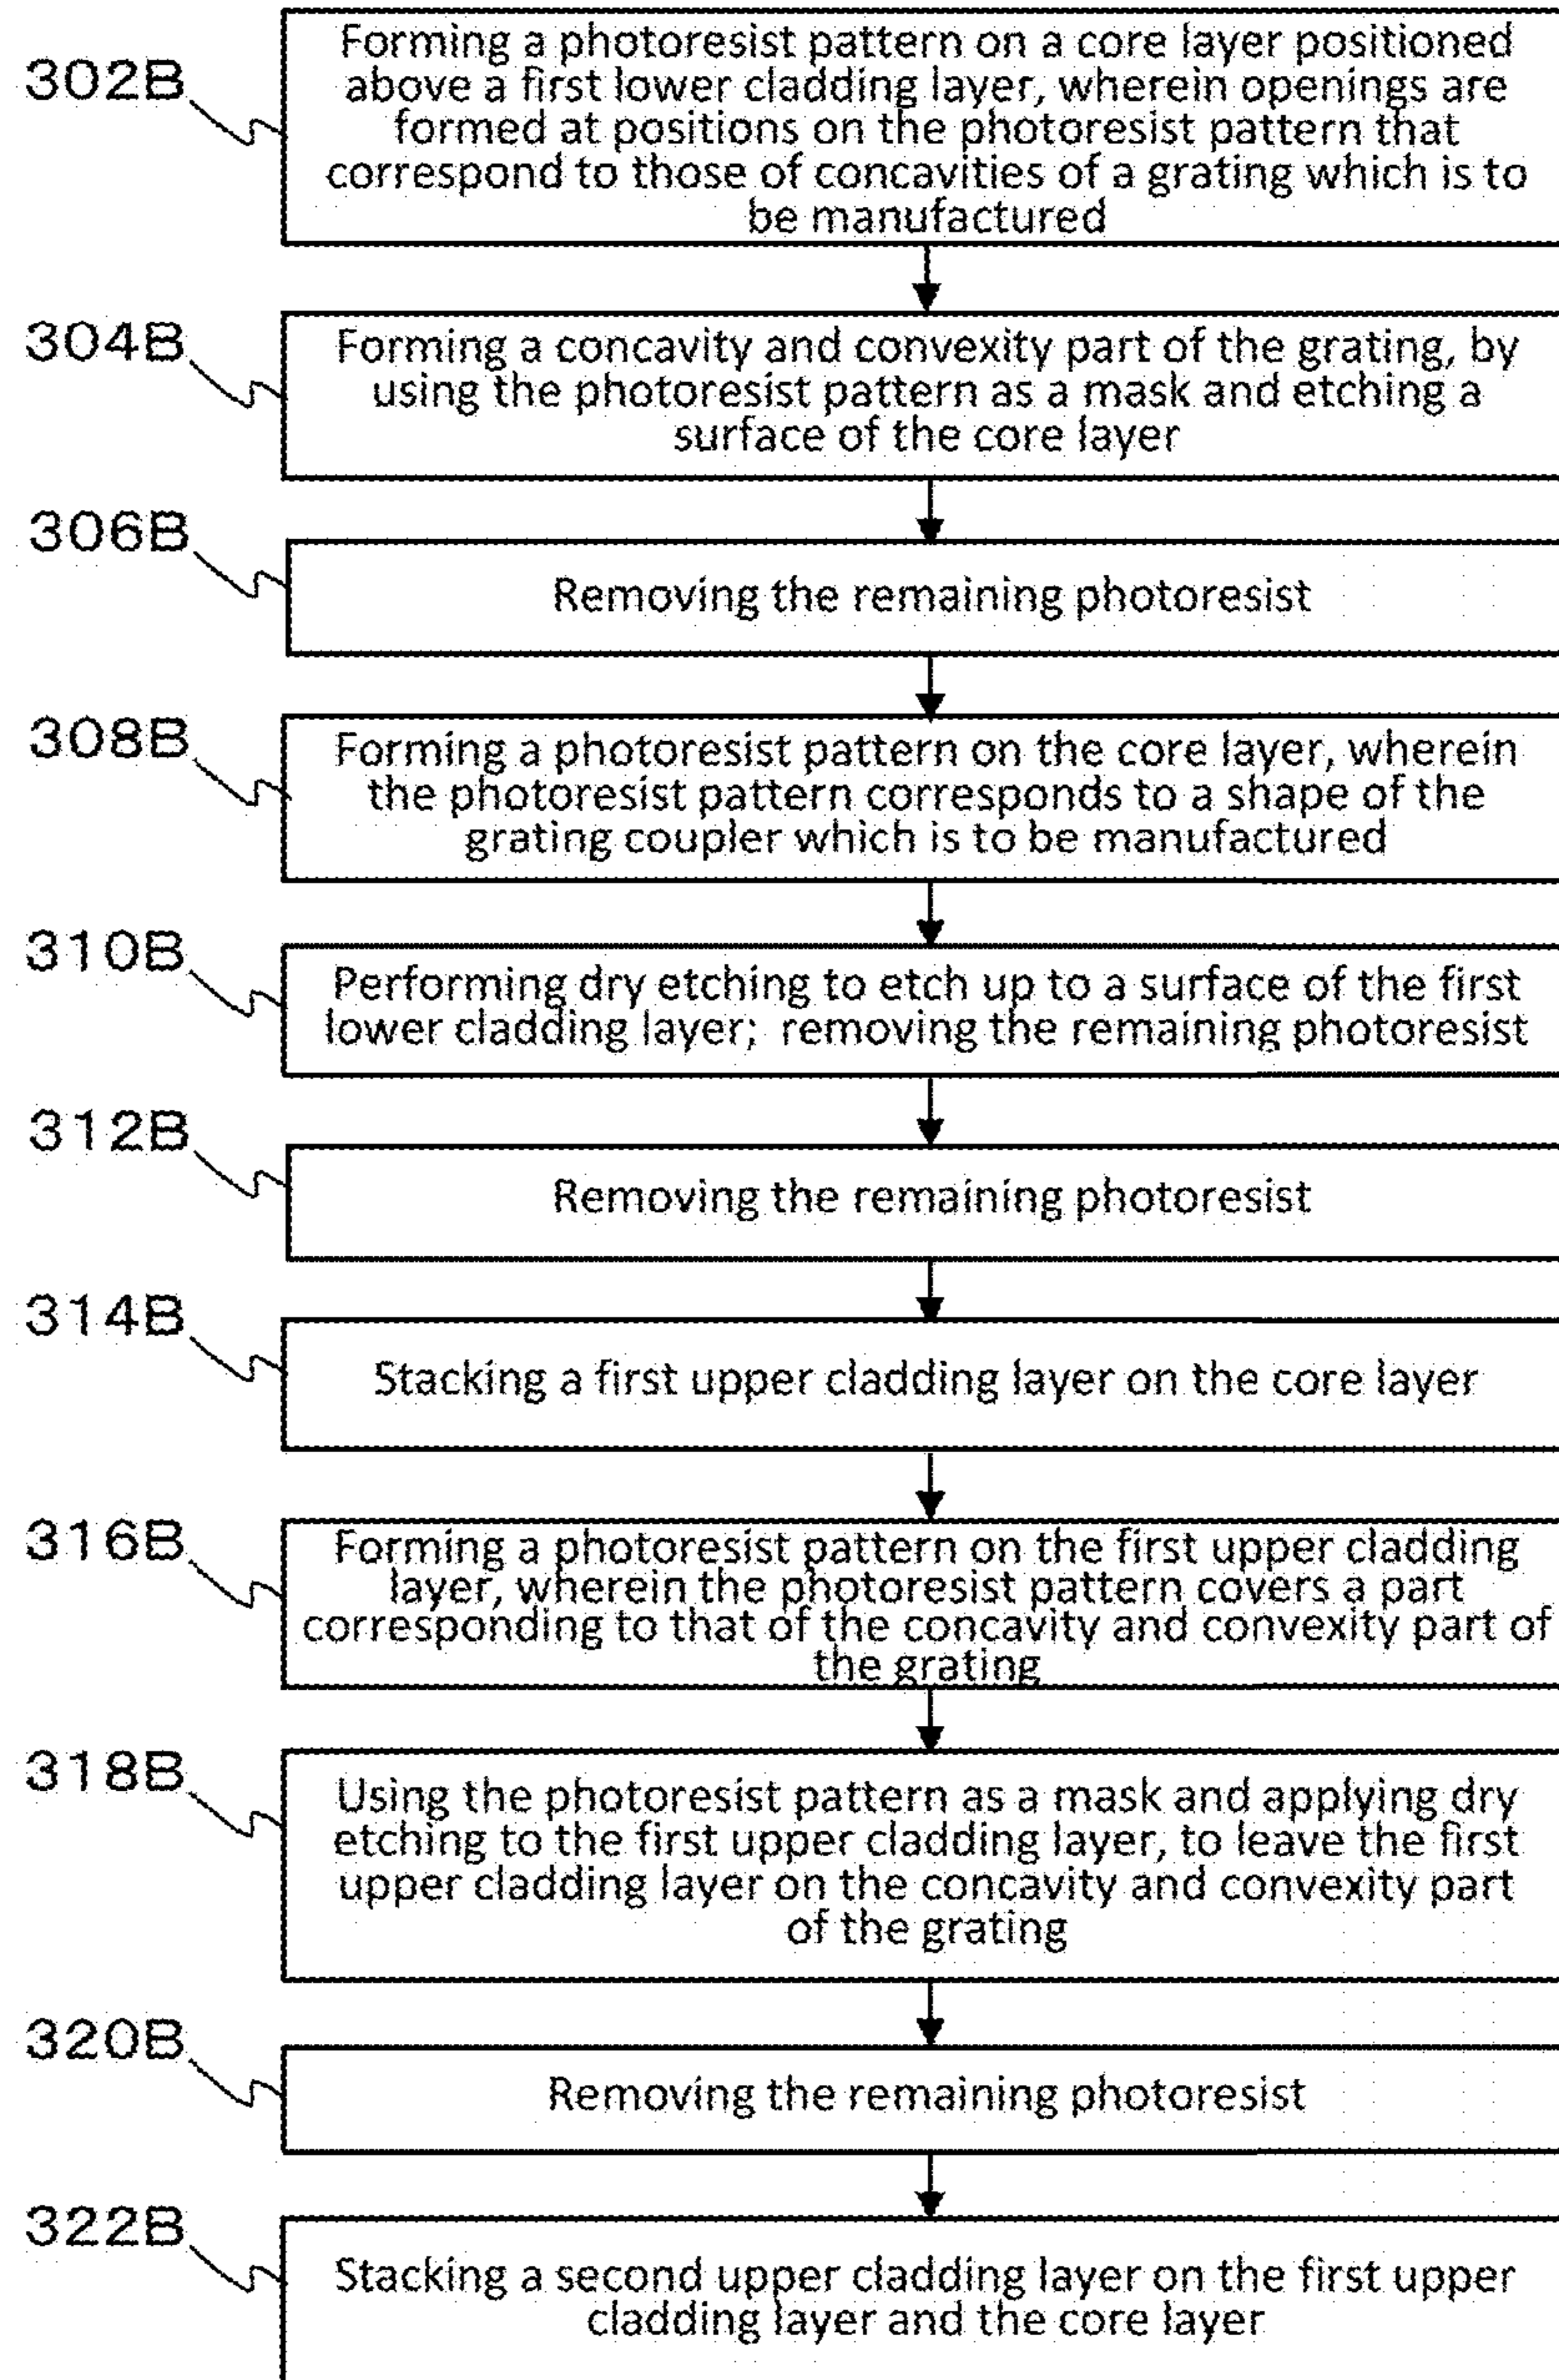 302B
Forming a photoresist pattern on a core layer positioned
above a first lower cladding layer, wherein openings are
formed at positions on the photoresist pattern that
correspond to those of concavities of a grating which is to
be manufactured
304B
Forming a concavity and convexity part of the grating, by
using the photoresist pattern as a mask and etching a
surface of the core layer
306B
Removing the remaining photoresist
308B
Forming a photoresist pattern on the core layer, wherein
the photoresist pattern corresponds to a shape of the
grating coupler which is to be manufactured
310B
Performing dry etching to etch up to a surface of the first
lower cladding layer; removing the remaining photoresist
312B
Removing the remaining photoresist
314B
Stacking a first upper cladding layer on the core layer
316B
Forming a photoresist pattern on the first upper cladding
layer, wherein the photoresist pattern covers a part
corresponding to that of the concavity and convexity part of
the grating
318B
Using the photoresist pattern as a mask and applying dry
etching to the first upper cladding layer, to leave the first
upper cladding layer on the concavity and convexity part
of the grating
320B
Removing the remaining photoresist
322B
Stacking a second upper cladding layer on the first upper
cladding layer and the core layer